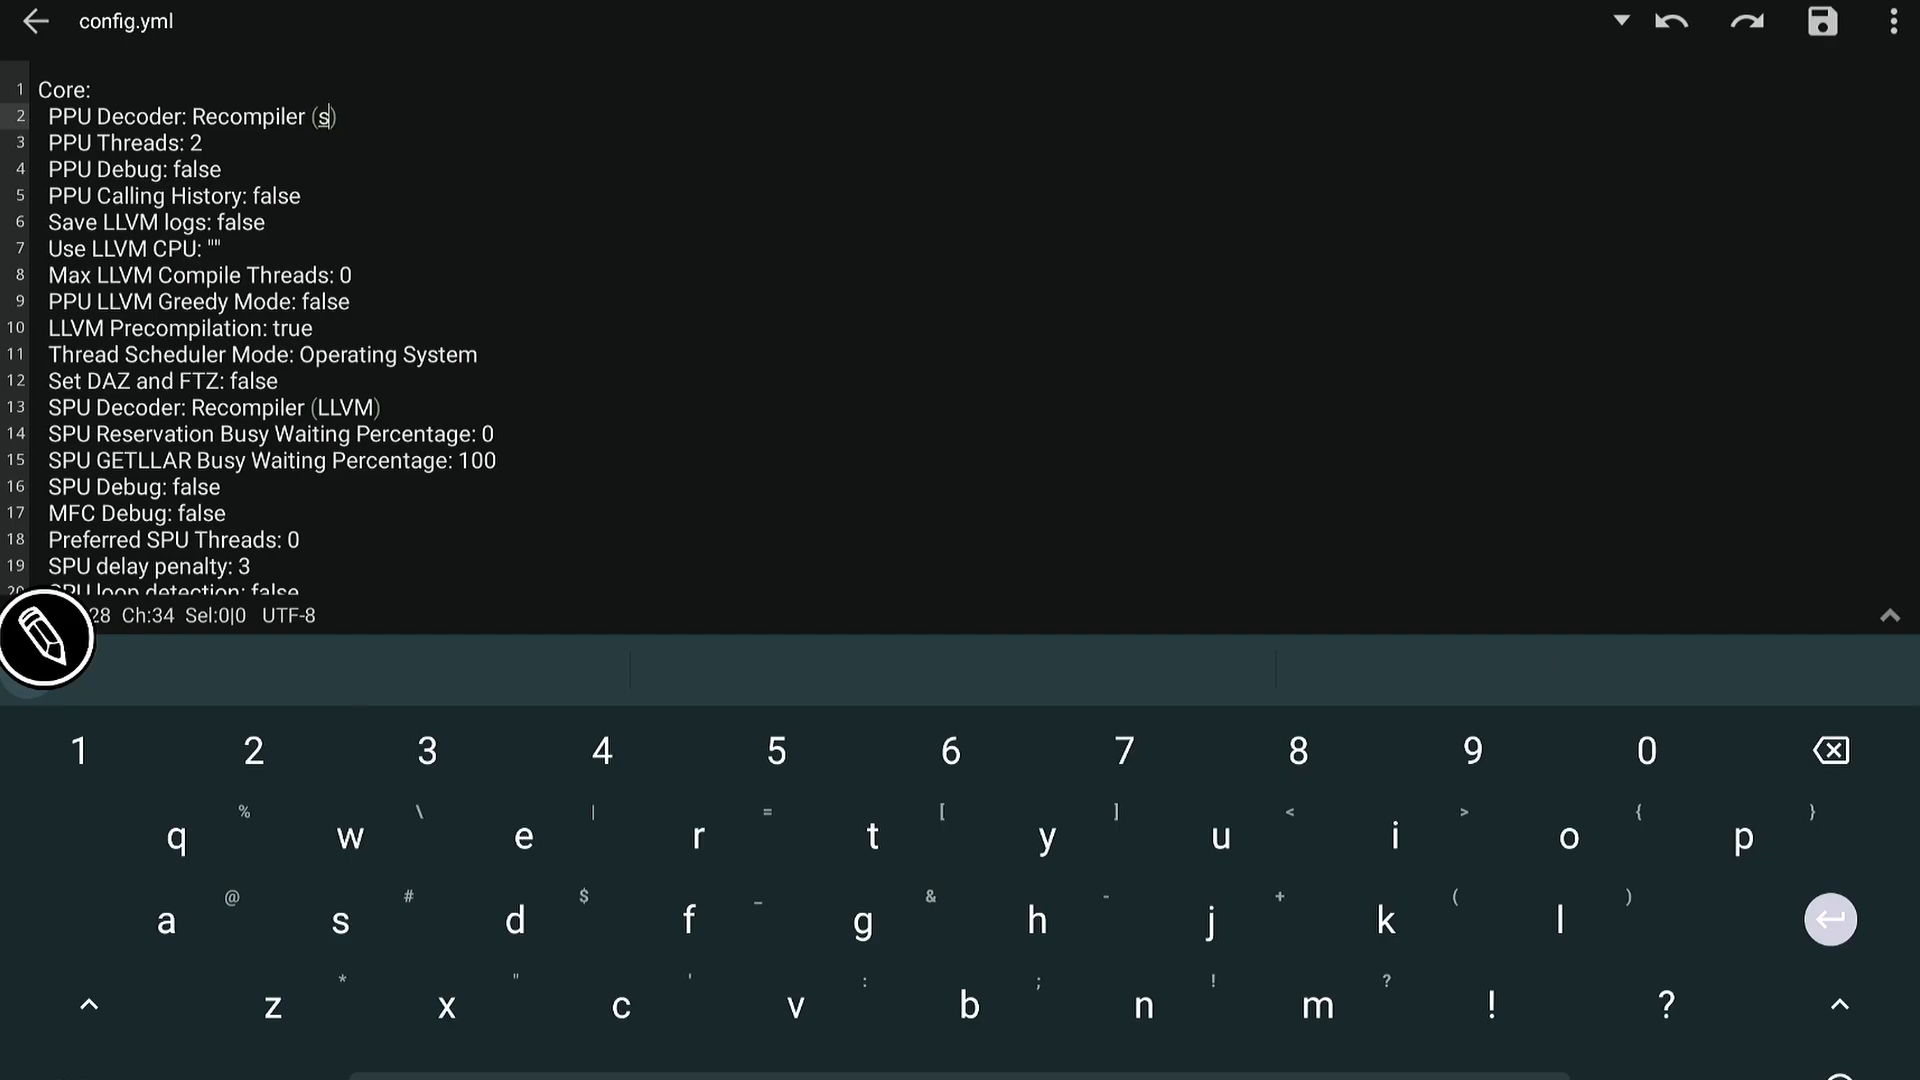 config.yml
1 Core:
2 PPU Decoder: Recompiler (s)
3 PPU Threads: 2
4 PPU Debug: false
5 PPU Calling History: false
6 Save LLVM logs: false
7 Use LLVM CPU: ""
8 Max LLVM Compile Threads: 0
9 PPU LLVM Greedy Mode: false
10 LLVM Precompilation: true
11 Thread Scheduler Mode: Operating System
12 Set DAZ and FTZ: false
13 SPU Decoder: Recompiler (LLVM)
14 SPU Reservation Busy Waiting Percentage: 0
15 SPU GETLLAR Busy Waiting Percentage: 100
16 SPU Debug: false
17 MFC Debug: false
18 Preferred SPU Threads: 0
19 SPU delay penalty: 3
20 SPU loop detection: false
28 Ch:34 Sel:0|0 UTF-8
1 2 3 4 5 6 7 8 9 0
% \ | = [ ] < > { }
q w e r t y u i o p
@ # $ _ & - + ( )
a s d f g h j k l
* " ' : ; ! ?
z x c v b n m ! ?